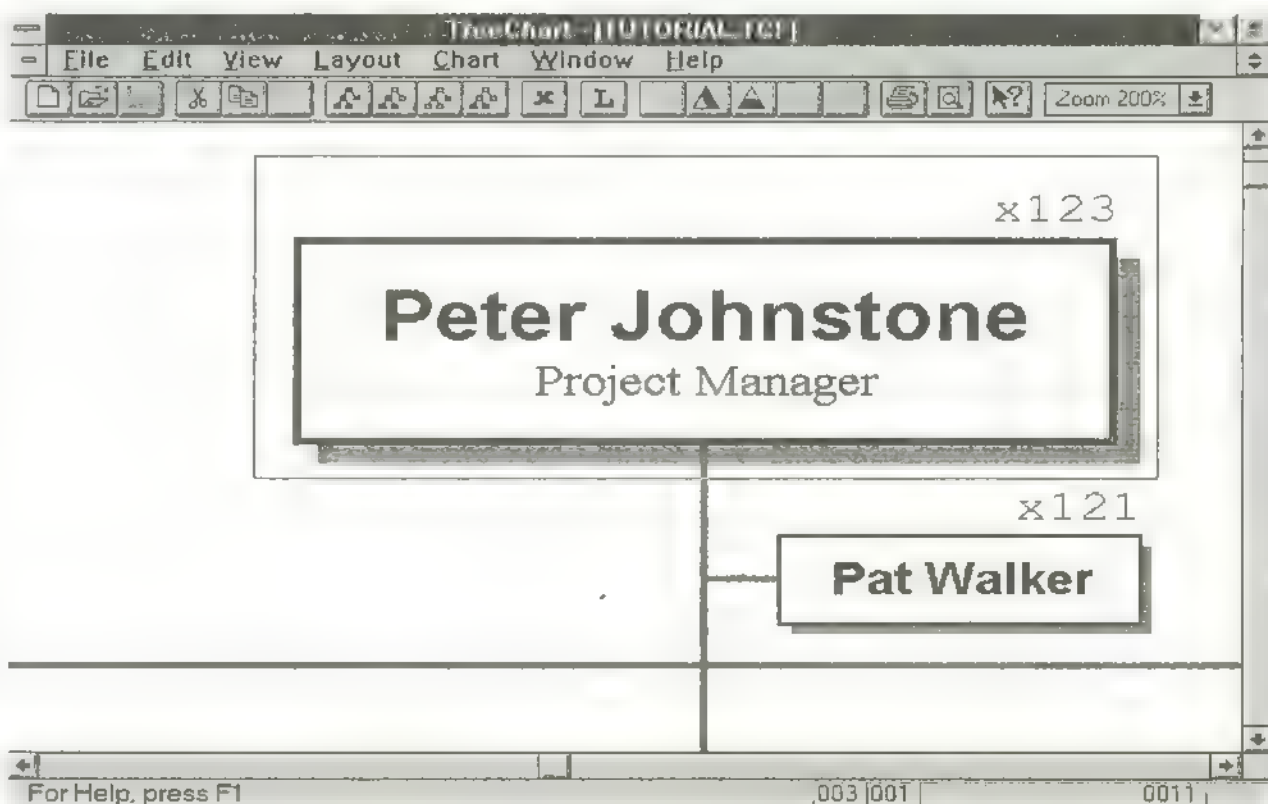 TreeChart - [TUTORIAL.TCT]
File Edit View Layout Chart Window Help
L ? Zoom 200%
x123
Peter Johnstone
Project Manager
x121
Pat Walker
For Help, press F1 003 001 0011